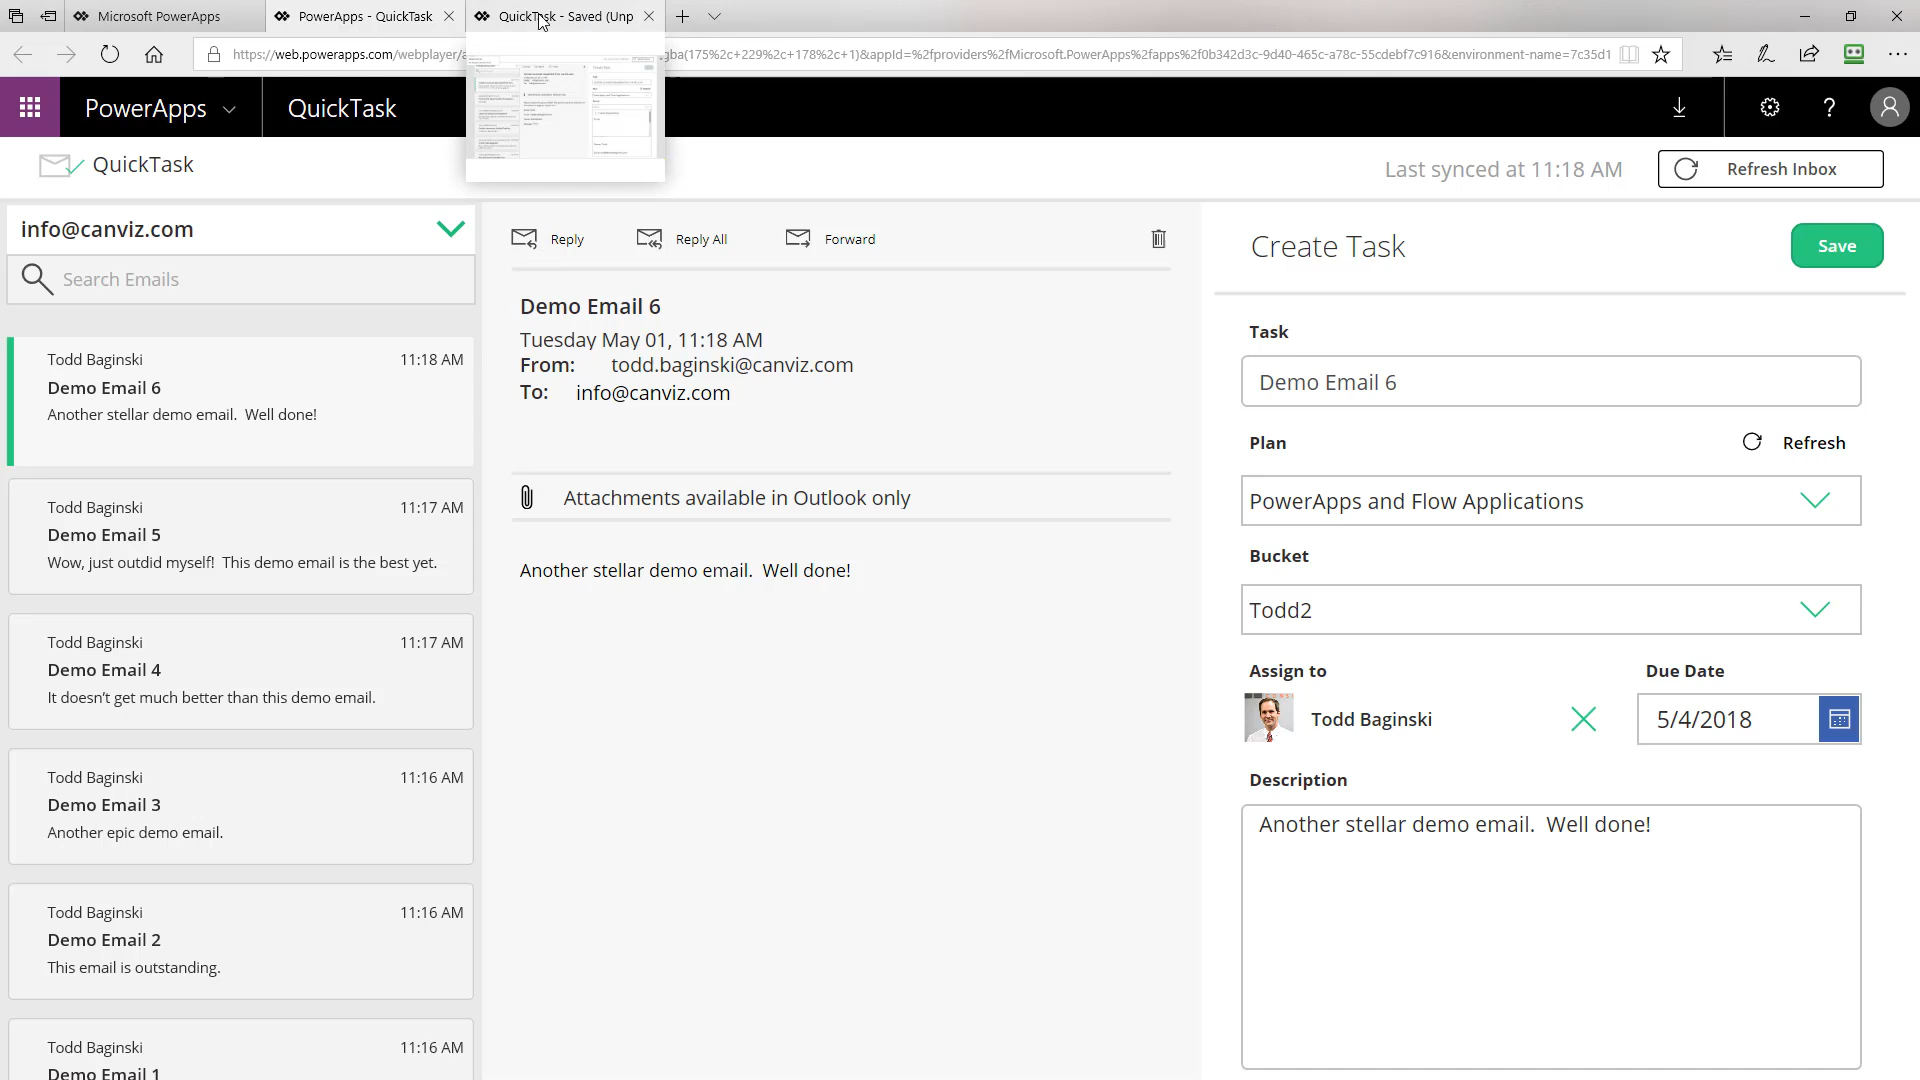 Microsoft PowerApps
PowerApps - QuickTask
QuickTask - Saved (Unp
https://web.powerapps.com/webplayer/a
gba(175%2c+229%2c+178%2c+1)&appId=%2fproviders%2fMicrosoft.PowerApps%2fapps%2f0b342d3c-9d40-465c-a78c-55cdebf7c916&environment-name=7c35d1
PowerApps
QuickTask
QuickTask
Last synced at 11:18 AM
Refresh Inbox
info@canviz.com
Search Emails
Todd Baginski 11:18 AM
Demo Email 6
Another stellar demo email.  Well done!
Todd Baginski 11:17 AM
Demo Email 5
Wow, just outdid myself!  This demo email is the best yet.
Todd Baginski 11:17 AM
Demo Email 4
It doesn't get much better than this demo email.
Todd Baginski 11:16 AM
Demo Email 3
Another epic demo email.
Todd Baginski 11:16 AM
Demo Email 2
This email is outstanding.
Todd Baginski 11:16 AM
Demo Email 1
Reply
Reply All
Forward
Demo Email 6
Tuesday May 01, 11:18 AM
From: todd.baginski@canviz.com
To: info@canviz.com
Attachments available in Outlook only
Another stellar demo email.  Well done!
Create Task
Save
Task
Demo Email 6
Plan
Refresh
PowerApps and Flow Applications
Bucket
Todd2
Assign to
Due Date
Todd Baginski
5/4/2018
Description
Another stellar demo email.  Well done!